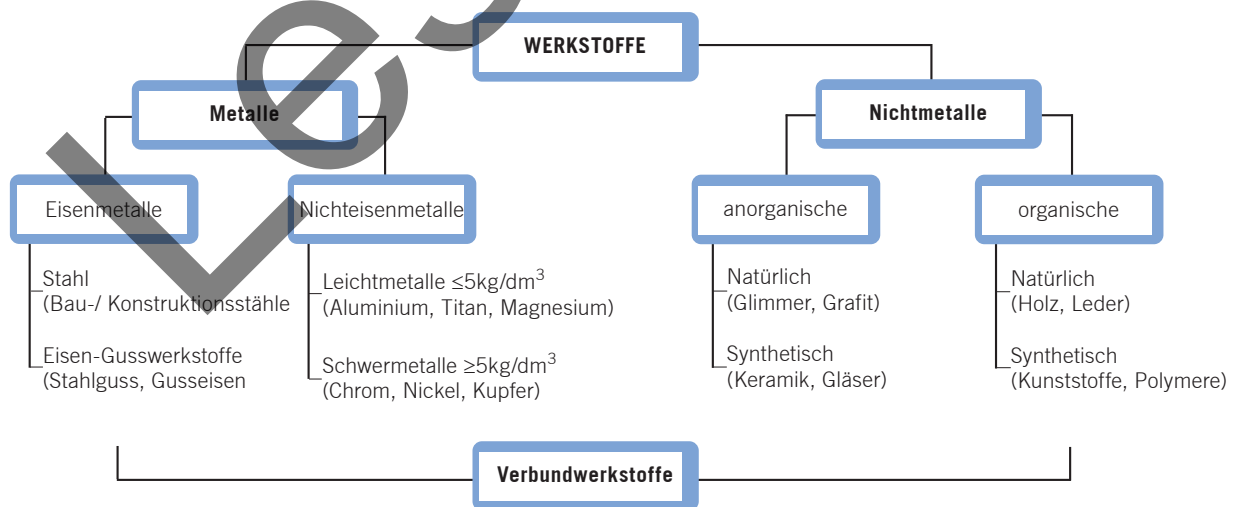 WERKSTOFFE
Metalle
Nichtmetalle
Eisenmetalle
Nichteisenmetalle
anorganische
organische
Stahl
(Bau-/ Konstruktionsstähle
Eisen-Gusswerkstoffe
(Stahlguss, Gusseisen
Leichtmetalle ≤5kg/dm³
(Aluminium, Titan, Magnesium)
Schwermetalle ≥5kg/dm³
(Chrom, Nickel, Kupfer)
Natürlich
(Glimmer, Grafit)
Synthetisch
(Keramik, Gläser)
Natürlich
(Holz, Leder)
Synthetisch
(Kunststoffe, Polymere)
Verbundwerkstoffe